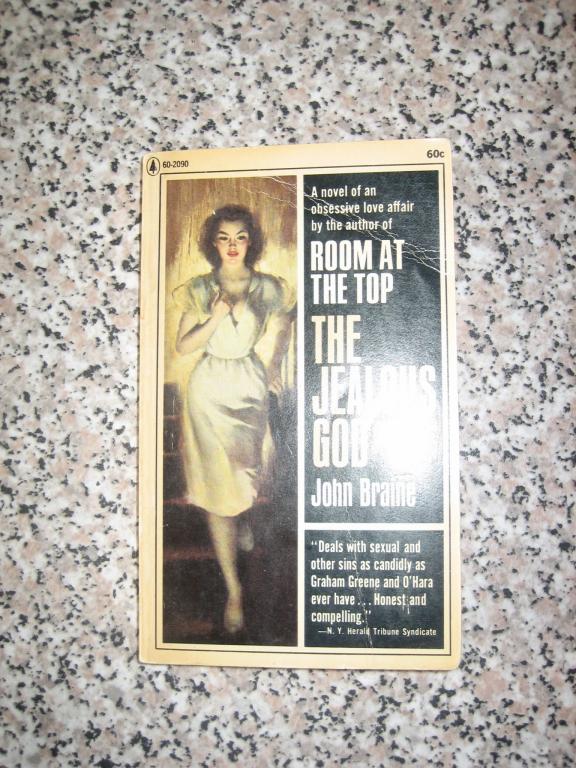 60-2090
60c
A novel of an
obsessive love affair
by the author of
ROOM AT
THE TOP
THE
JEALOUS
GOD
John Braine
"Deals with sexual and
other sins as candidly as
Graham Greene and O'Hara
ever have... Honest and
compelling."
—N. Y. Herald Tribune Syndicate